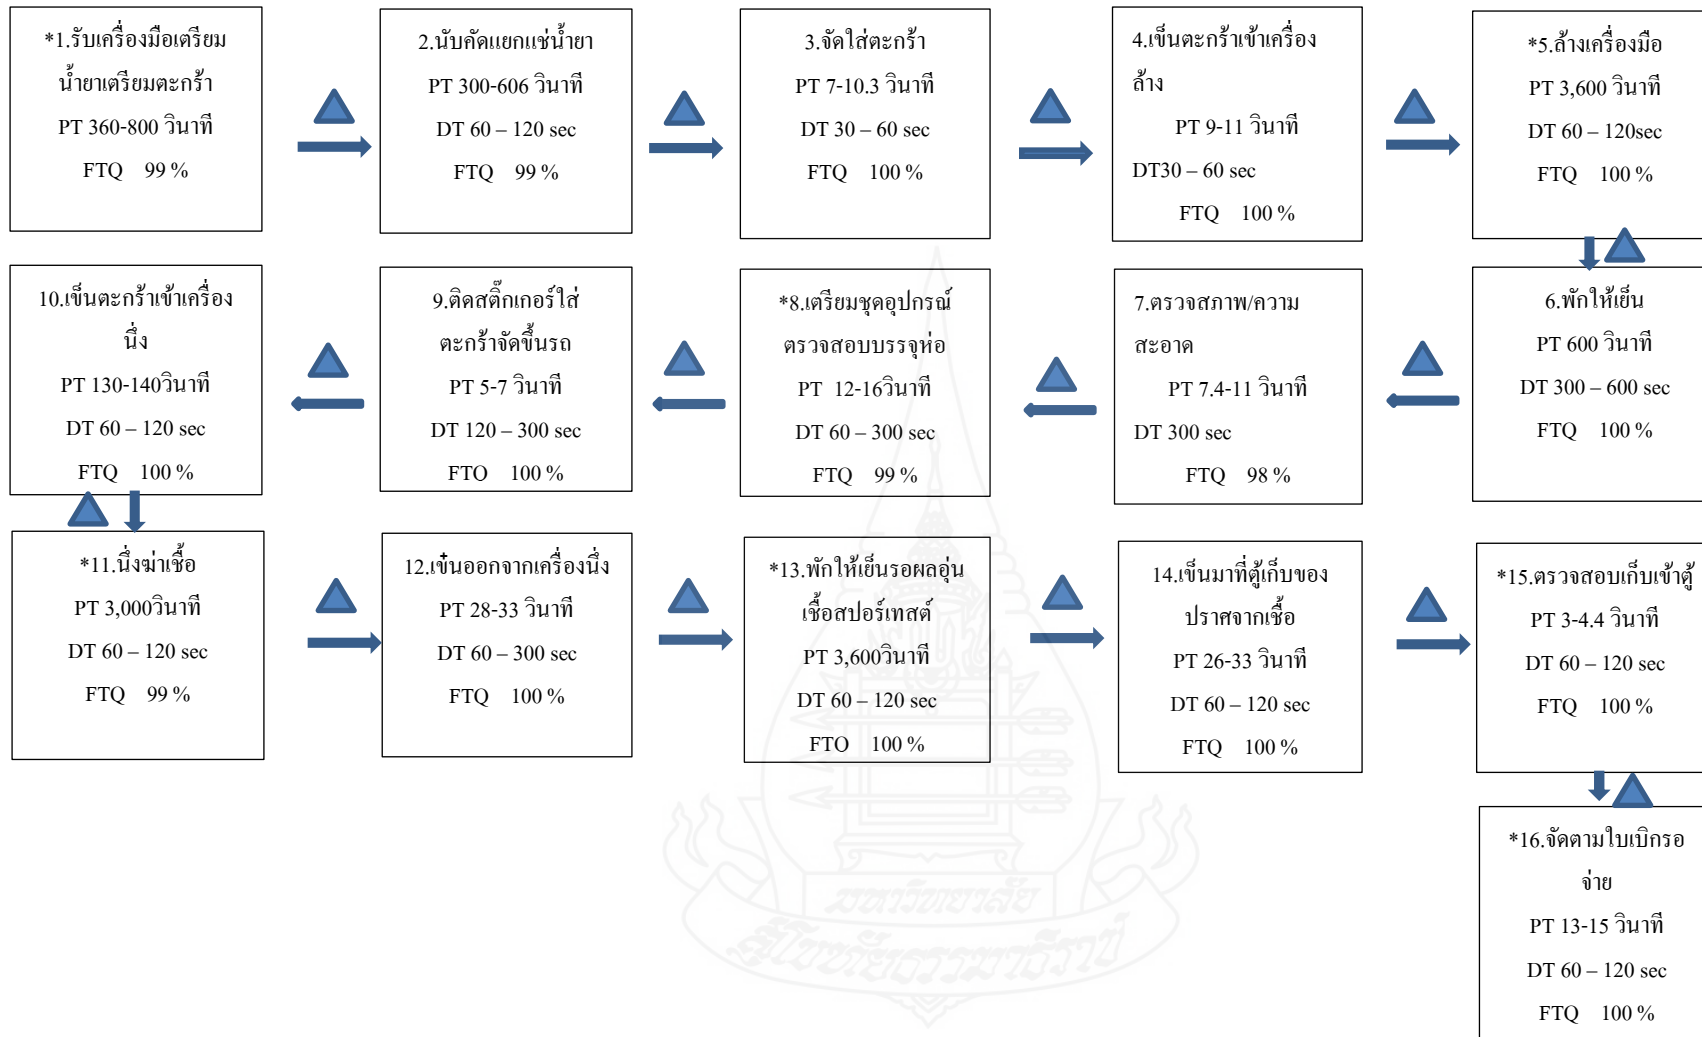 *1.รับเครื่องมือเตรียม
น้ำยาเตรียมตะกร้า
PT 360-800 วินาที
FTQ 99 %
2.นับคัดแยกแช่น้ำยา
PT 300-606 วินาที
DT 60 – 120 sec
FTQ 99 %
3.จัดใส่ตะกร้า
PT 7-10.3 วินาที
DT 30 – 60 sec
FTQ 100 %
4.เข็นตะกร้าเข้าเครื่อง
ล้าง
PT 9-11 วินาที
DT30 – 60 sec
FTQ 100 %
*5.ล้างเครื่องมือ
PT 3,600 วินาที
DT 60 – 120sec
FTQ 100 %
6.พักให้เย็น
PT 600 วินาที
DT 300 – 600 sec
FTQ 100 %
7.ตรวจสภาพ/ความ
สะอาด
PT 7.4-11 วินาที
DT 300 sec
FTQ 98 %
*8.เตรียมชุดอุปกรณ์
ตรวจสอบบรรจุห่อ
PT 12-16วินาที
DT 60 – 300 sec
FTQ 99 %
9.ติดสติ๊กเกอร์ใส่
ตะกร้าจัดขึ้นรถ
PT 5-7 วินาที
DT 120 – 300 sec
FTO 100 %
10.เข็นตะกร้าเข้าเครื่อง
นึ่ง
PT 130-140วินาที
DT 60 – 120 sec
FTQ 100 %
*11.นึ่งฆ่าเชื้อ
PT 3,000วินาที
DT 60 – 120 sec
FTQ 99 %
12.เข๋นออกจากเครื่องนึ่ง
PT 28-33 วินาที
DT 60 – 300 sec
FTQ 100 %
*13.พักให้เย็นรอผลอุ่น
เชื้อสปอร์เทสต์
PT 3,600วินาที
DT 60 – 120 sec
FTO 100 %
14.เข็นมาที่ตู้เก็บของ
ปราศจากเชื้อ
PT 26-33 วินาที
DT 60 – 120 sec
FTQ 100 %
*15.ตรวจสอบเก็บเข้าตู้
PT 3-4.4 วินาที
DT 60 – 120 sec
FTQ 100 %
*16.จัดตามใบเบิกรอ
จ่าย
PT 13-15 วินาที
DT 60 – 120 sec
FTQ 100 %
มหาวิทยาลัย
สุโขทัยธรรมาธิราช